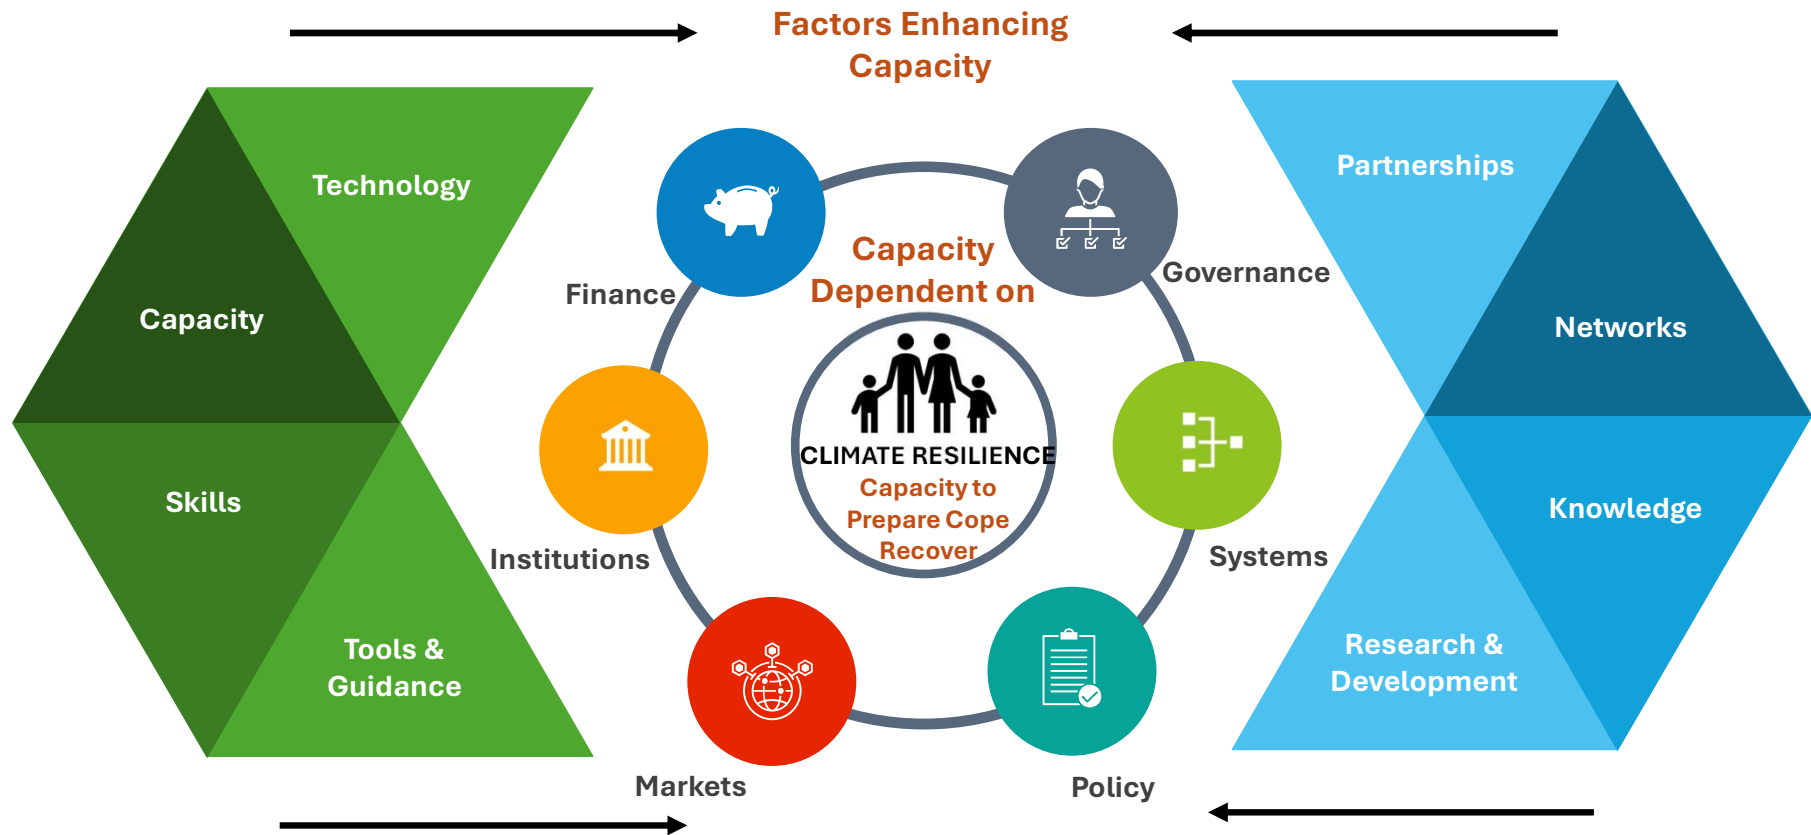 Factors Enhancing
Capacity
Technology
Capacity
Skills
Tools &
Guidance
Finance
Governance
Institutions
Systems
Markets
Policy
Capacity
Dependent on
CLIMATE RESILIENCE
Capacity to
Prepare Cope
Recover
Partnerships
Networks
Knowledge
Research &
Development